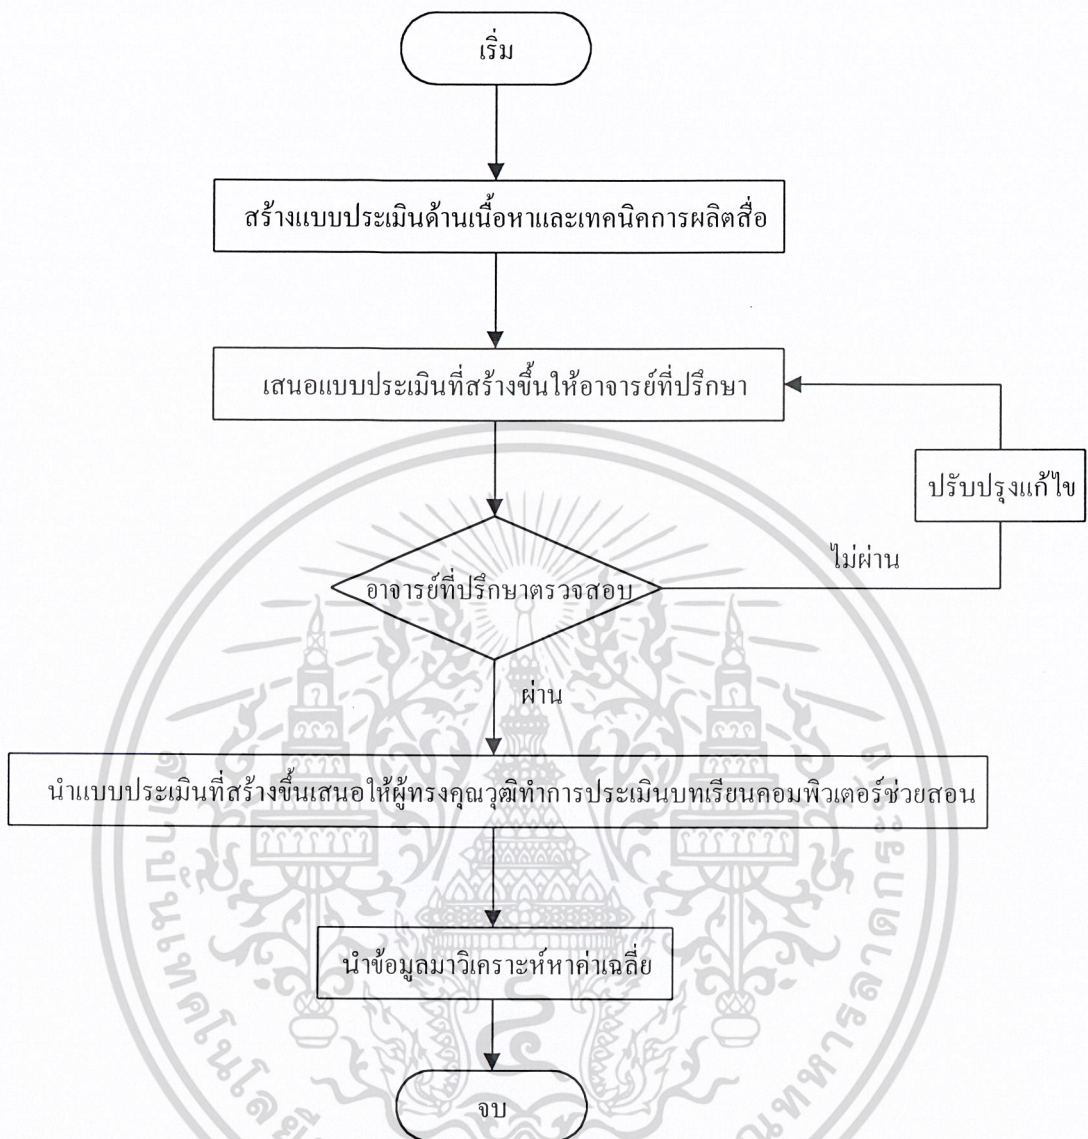 เริ่ม
สร้างแบบประเมินด้านเนื้อหาและเทคนิคการผลิตสื่อ
เสนอแบบประเมินที่สร้างขึ้นให้อาจารย์ที่ปรึกษา
ปรับปรุงแก้ไข
ไม่ผ่าน
อาจารย์ที่ปรึกษาตรวจสอบ
ผ่าน
นำแบบประเมินที่สร้างขึ้นเสนอให้ผู้ทรงคุณวุฒิทำการประเมินบทเรียนคอมพิวเตอร์ช่วยสอน
นำข้อมูลมาวิเคราะห์หาค่าเฉลี่ย
จบ